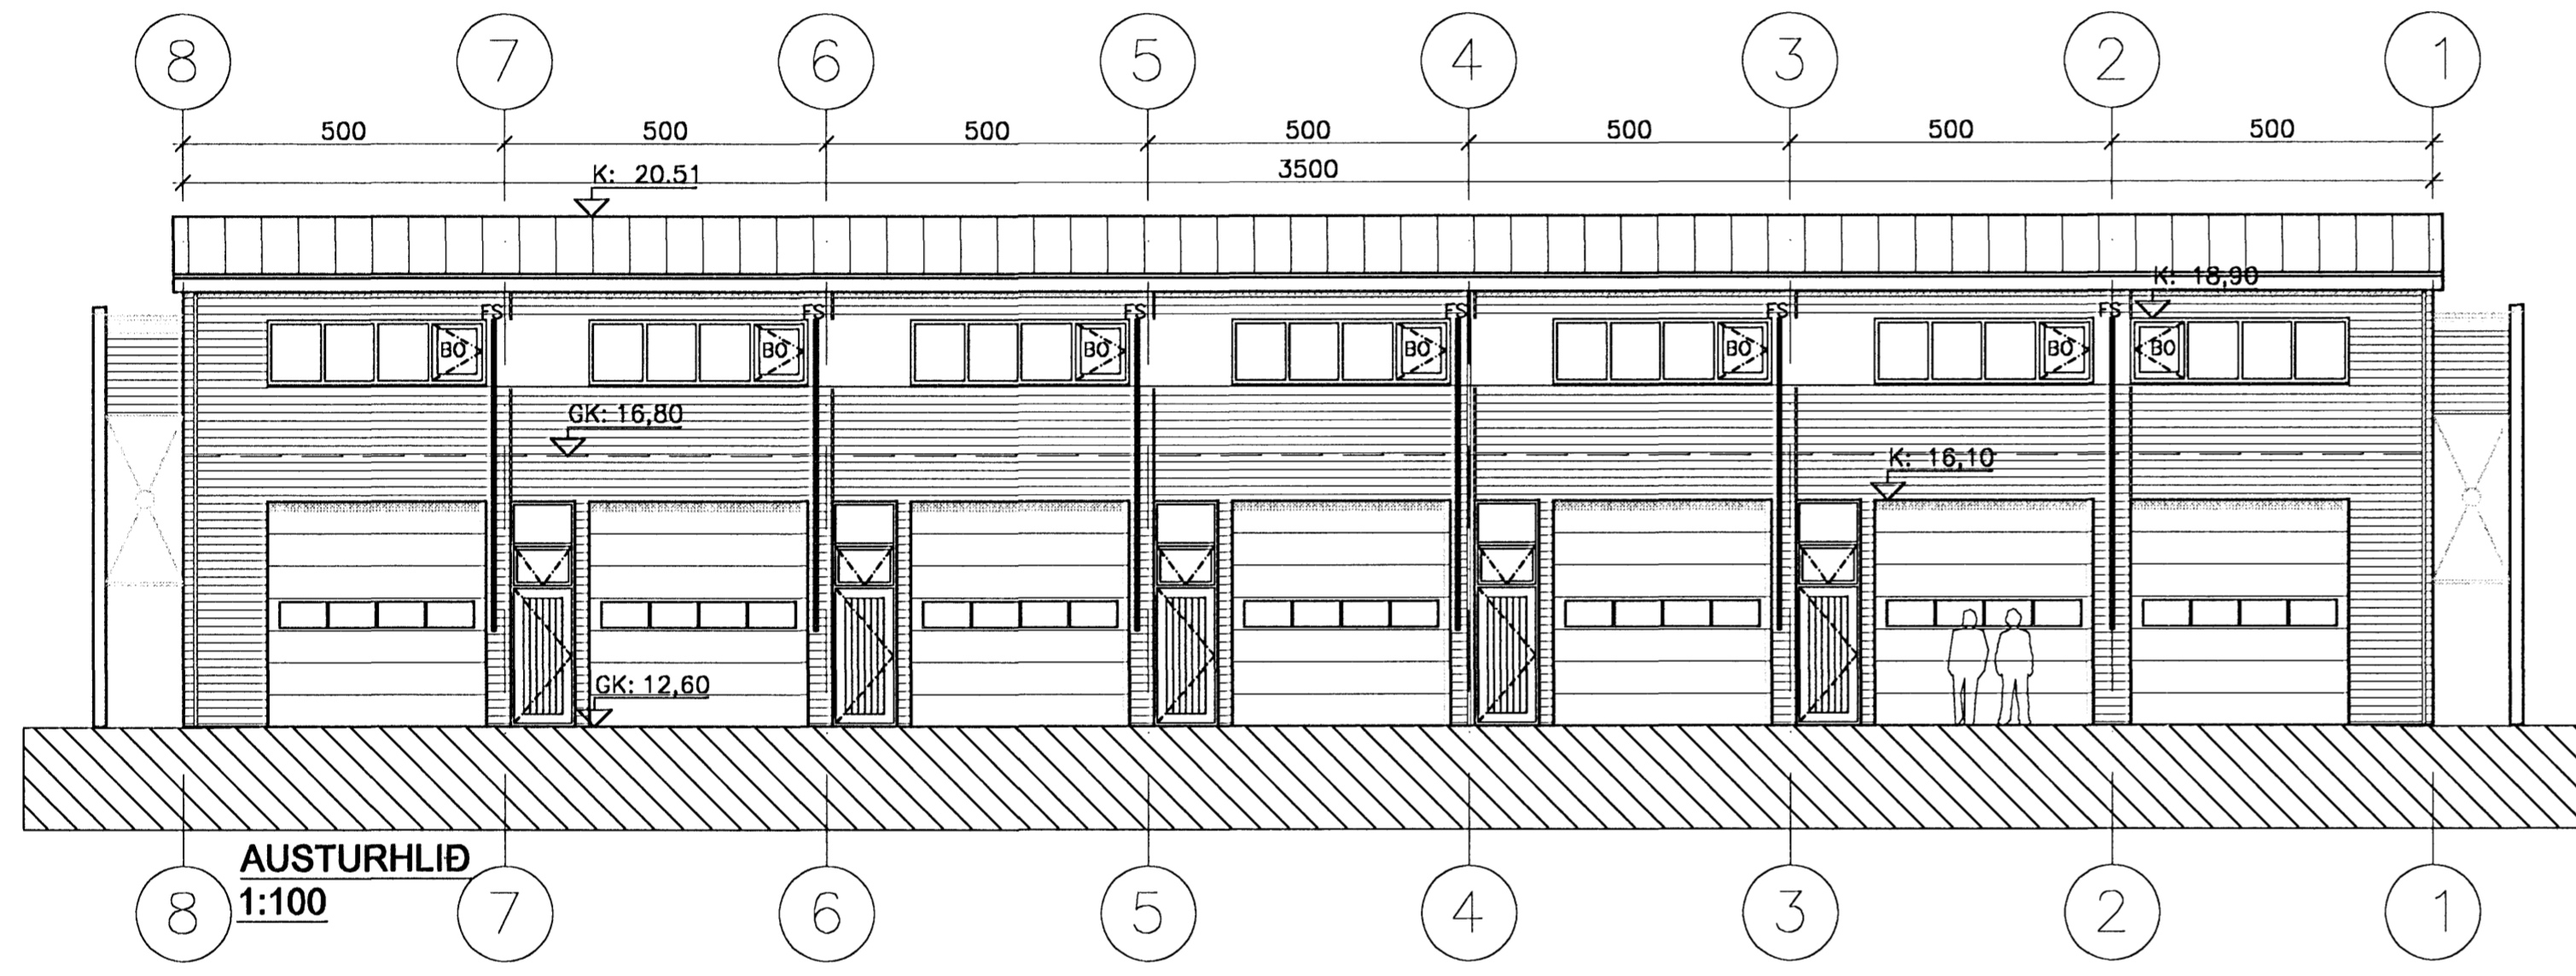 8 7 6 5 4 3 2 1
500 500 500 500 500 500 500
3500
K: 20.51
K: 18,90
FS FS FS FS FS FS
BO BO BO BO BO BO BO
GK: 16,80
K: 16,10
GK: 12,60
AUSTURHLIÐ
1:100
8 7 6 5 4 3 2 1